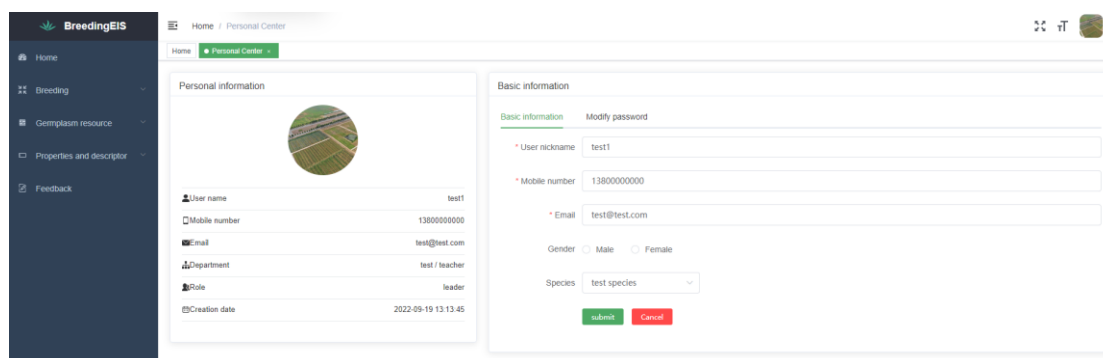 BreedingEIS
Home
Breeding
Germplasm resource
Properties and descriptor
Feedback
Home / Personal Center
Home
Personal Center ×
Personal information
User name test1
Mobile number 13800000000
Email test@test.com
Department test / teacher
Role leader
Creation date 2022-09-19 13:13:45
Basic information
Basic information Modify password
* User nickname test1
* Mobile number 13800000000
* Email test@test.com
Gender Male Female
Species test species
submit Cancel